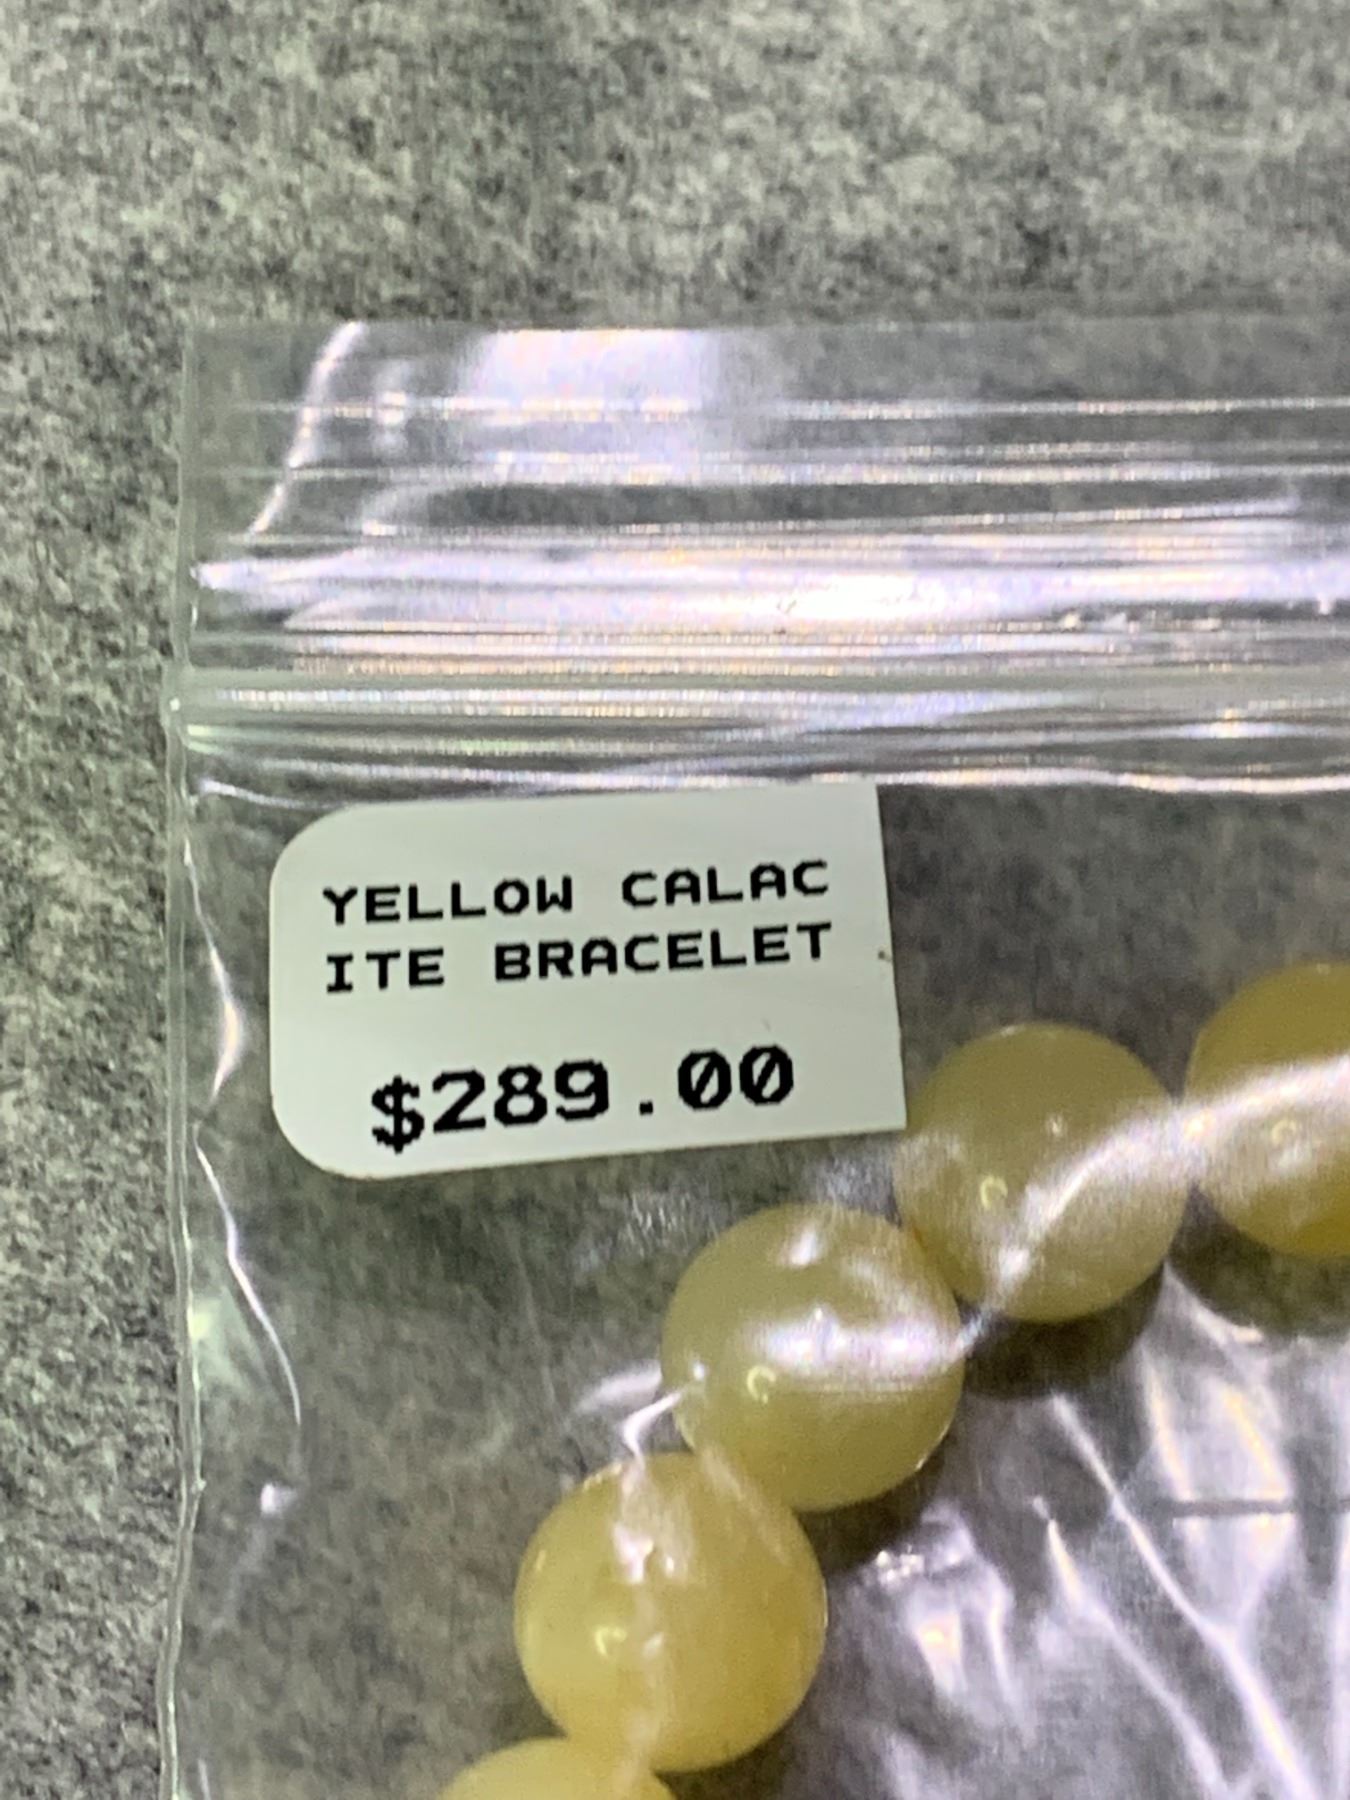 YELLOW CALAC
ITE BRACELET
$289.00